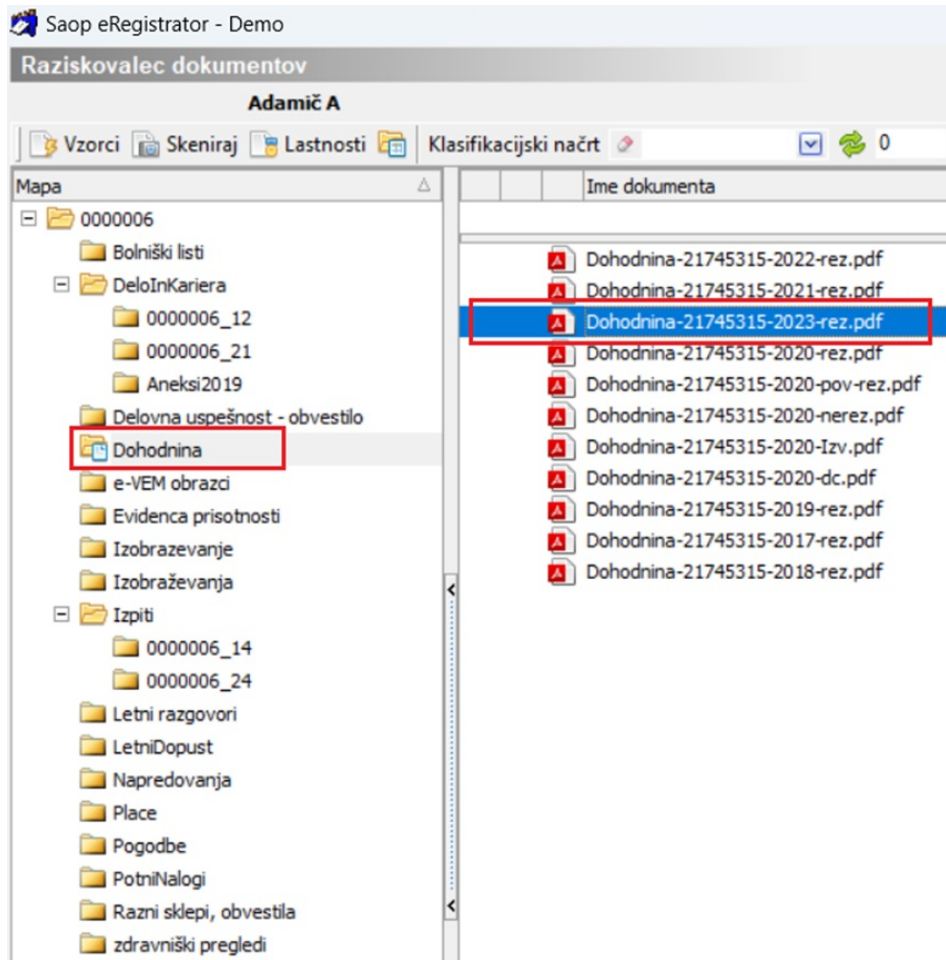 Saop eRegistrator - Demo
Raziskovalec dokumentov
Adamič A
Vzorci Skeniraj Lastnosti Klasifikacijski načrt 0
Mapa
0000006
Bolniški listi
DeloInKariera
0000006_12
0000006_21
Aneksi2019
Delovna uspešnost - obvestilo
Dohodnina
e-VEM obrazci
Evidenca prisotnosti
Izobrazevanje
Izobraževanja
Izpiti
0000006_14
0000006_24
Letni razgovori
LetniDopust
Napredovanja
Place
Pogodbe
PotniNalogi
Razni sklepi, obvestila
zdravniški pregledi
Ime dokumenta
Dohodnina-21745315-2022-rez.pdf
Dohodnina-21745315-2021-rez.pdf
Dohodnina-21745315-2023-rez.pdf
Dohodnina-21745315-2020-rez.pdf
Dohodnina-21745315-2020-pov-rez.pdf
Dohodnina-21745315-2020-nerez.pdf
Dohodnina-21745315-2020-Izv.pdf
Dohodnina-21745315-2020-dc.pdf
Dohodnina-21745315-2019-rez.pdf
Dohodnina-21745315-2017-rez.pdf
Dohodnina-21745315-2018-rez.pdf